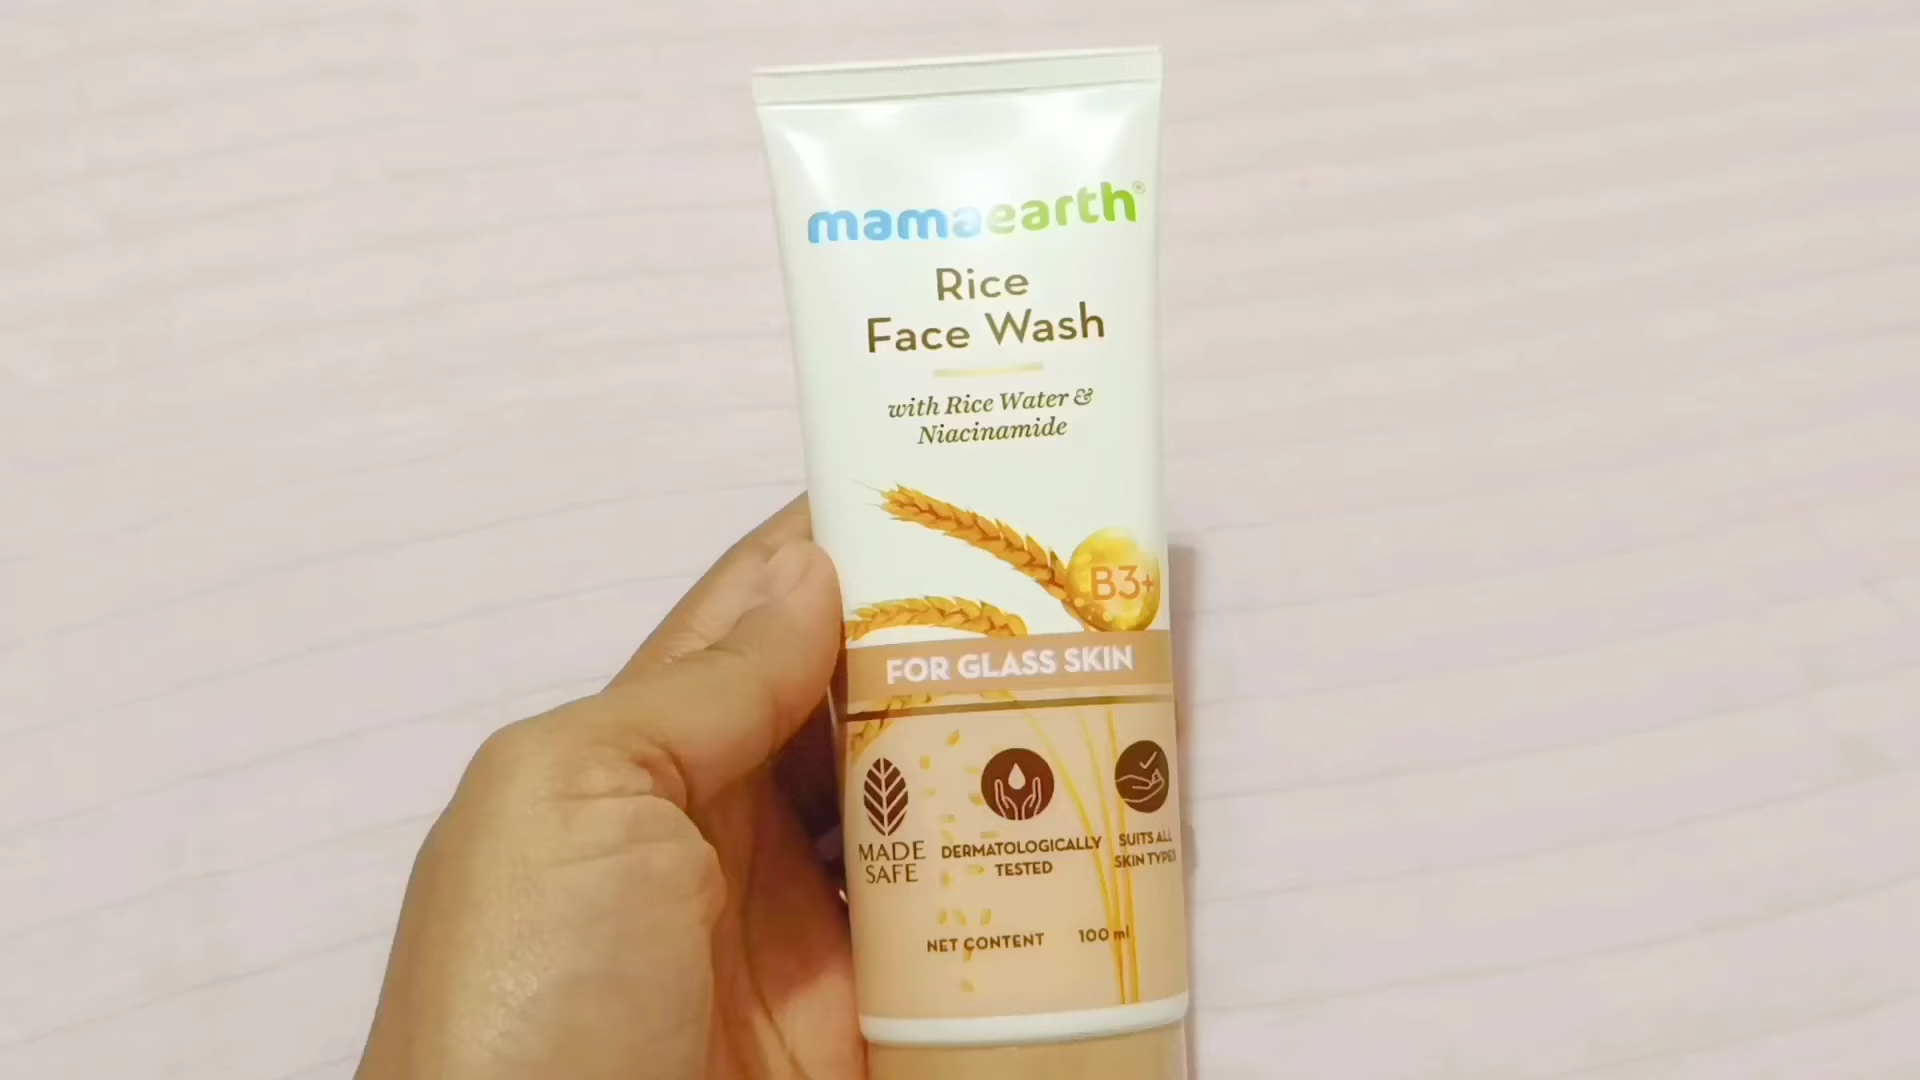 mamaearth®
Rice
Face Wash
with Rice Water &
Niacinamide
B3+
FOR GLASS SKIN
MADE
SAFE
DERMATOLOGICALLY
TESTED
SUITS ALL
SKIN TYPES
NET CONTENT 100 ml